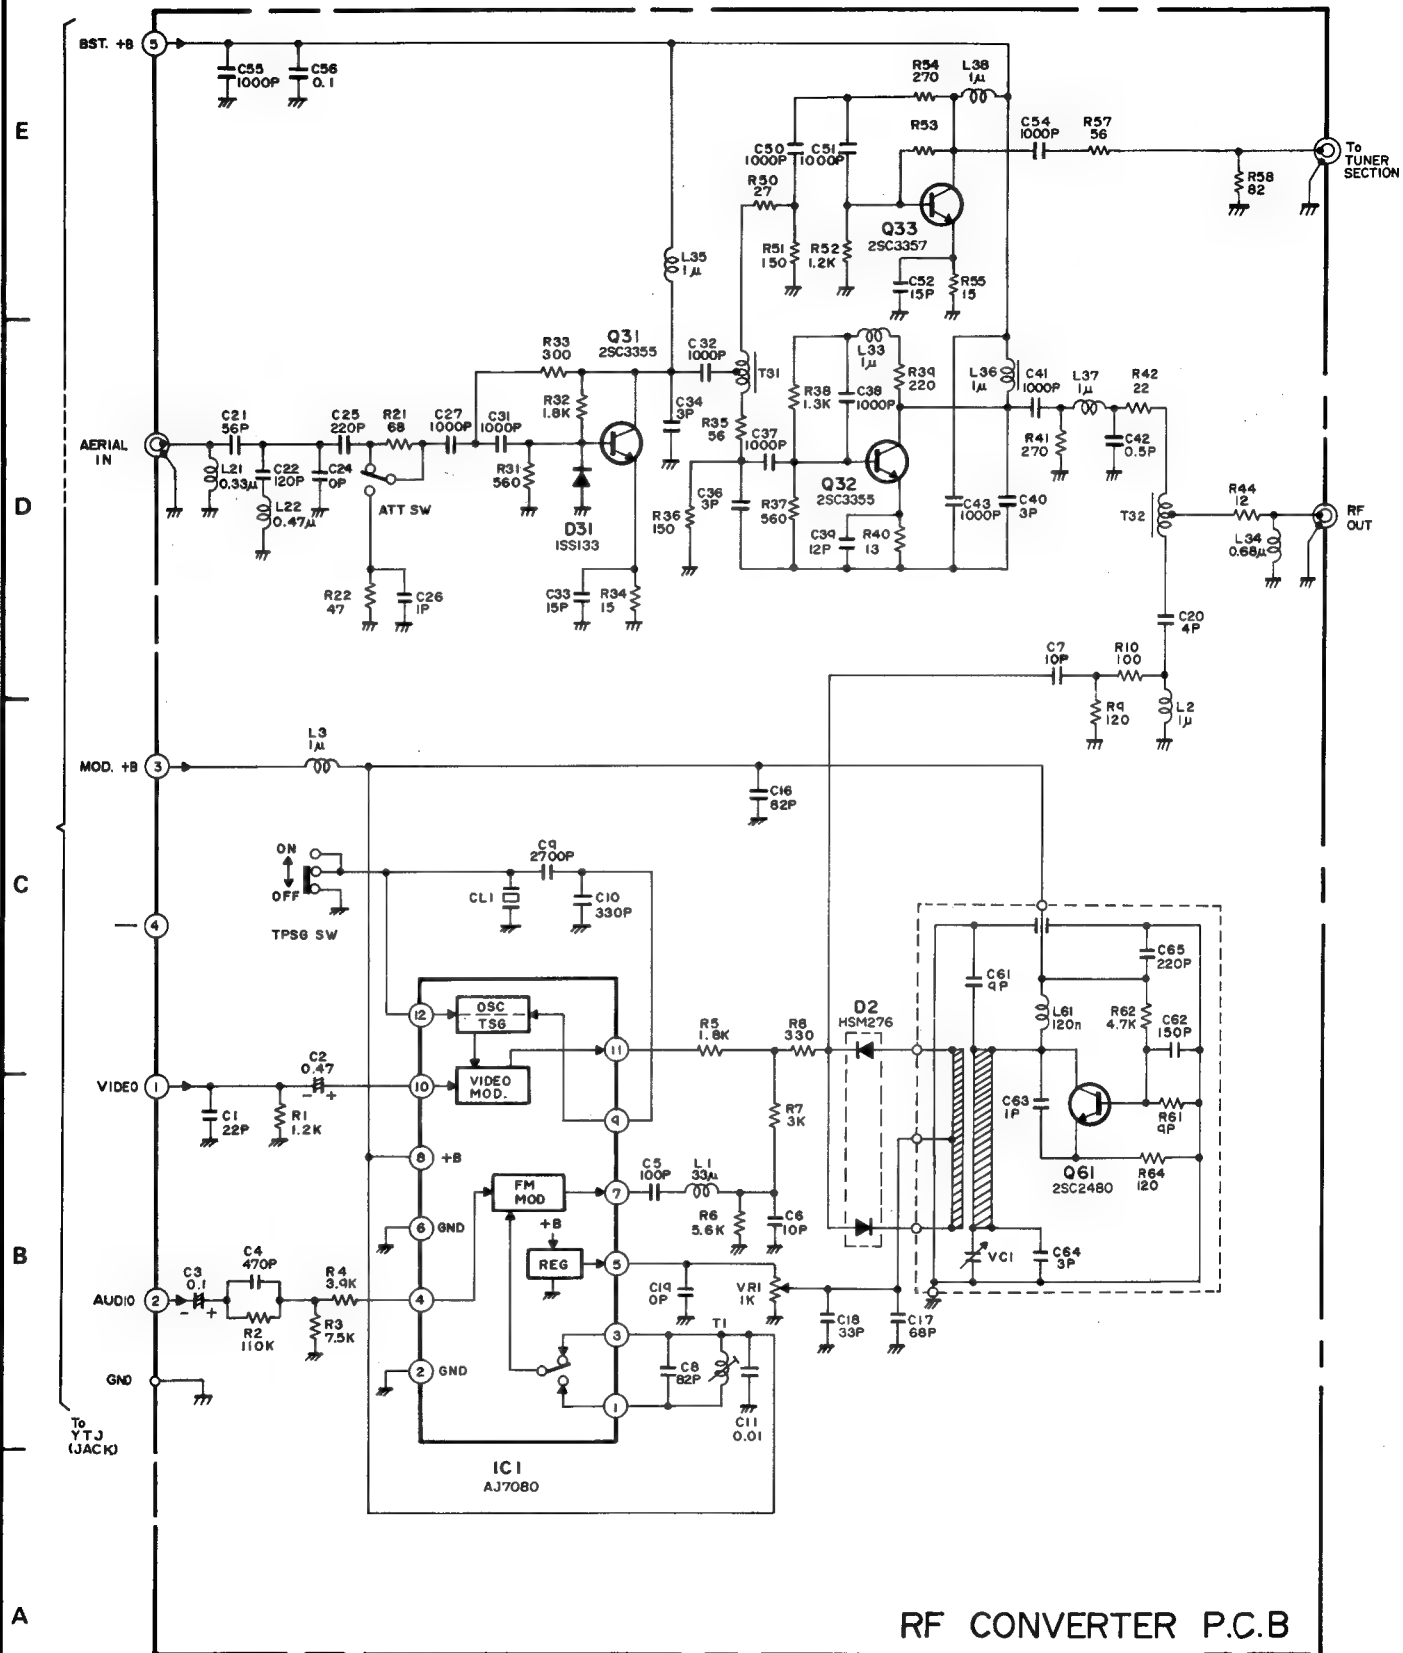 BST. +B
5
C55
1000P
C56
0.1
E
R54
270
L38
1µ
R53
C50
1000P
C51
1000P
C54
1000P
R57
56
To
TUNER
SECTION
R58
82
R50
27
Q33
2SC3357
R51
150
R52
1.2K
L35
1µ
C52
15P
R55
15
Q31
2SC3355
R33
300
C32
1000P
T31
L33
1µ
R39
220
L36
1µ
C41
1000P
L37
1µ
R42
22
R32
1.8K
R38
1.3K
C38
1000P
C34
3P
R35
56
C37
1000P
AERIAL
IN
C21
56P
C25
220P
R21
68
C27
1000P
C31
1000P
R41
270
C42
0.5P
L21
0.33µ
C22
120P
C24
0P
R31
560
Q32
2SC3355
D
L22
0.47µ
ATT SW
D31
1SS133
C36
3P
R36
150
R37
560
C39
12P
R40
13
C43
1000P
C40
3P
T32
R44
12
RF
OUT
L34
0.68µ
R22
47
C26
1P
C33
15P
R34
15
C20
4P
C7
10P
R10
100
R9
120
L2
1µ
MOD. +B
3
L3
1µ
C16
82P
C
ON
OFF
TPSG SW
CL1
C9
2700P
C10
330P
4
C61
9P
C65
220P
L61
120n
R62
4.7K
C62
150P
D2
HSM276
12
OSC
TSG
R5
1.8K
R8
330
11
VIDEO
1
C2
0.47
- +
10
VIDEO
MOD.
C1
22P
R1
1.2K
9
R7
3K
C63
1P
R61
9P
Q61
2SC2480
R64
120
8
+B
FM
MOD
7
C5
100P
L1
33µ
R6
5.6K
C6
10P
6
GND
+B
REG
5
B
VC1
C64
3P
AUDIO
2
C3
0.1
- +
C4
470P
R2
110K
R4
3.9K
R3
7.5K
4
C19
0P
VR1
1K
C18
33P
C17
68P
3
T1
2
GND
C8
82P
C11
0.01
1
GND
To
YTJ
(JACK)
IC1
AJ7080
A
RF CONVERTER P.C.B